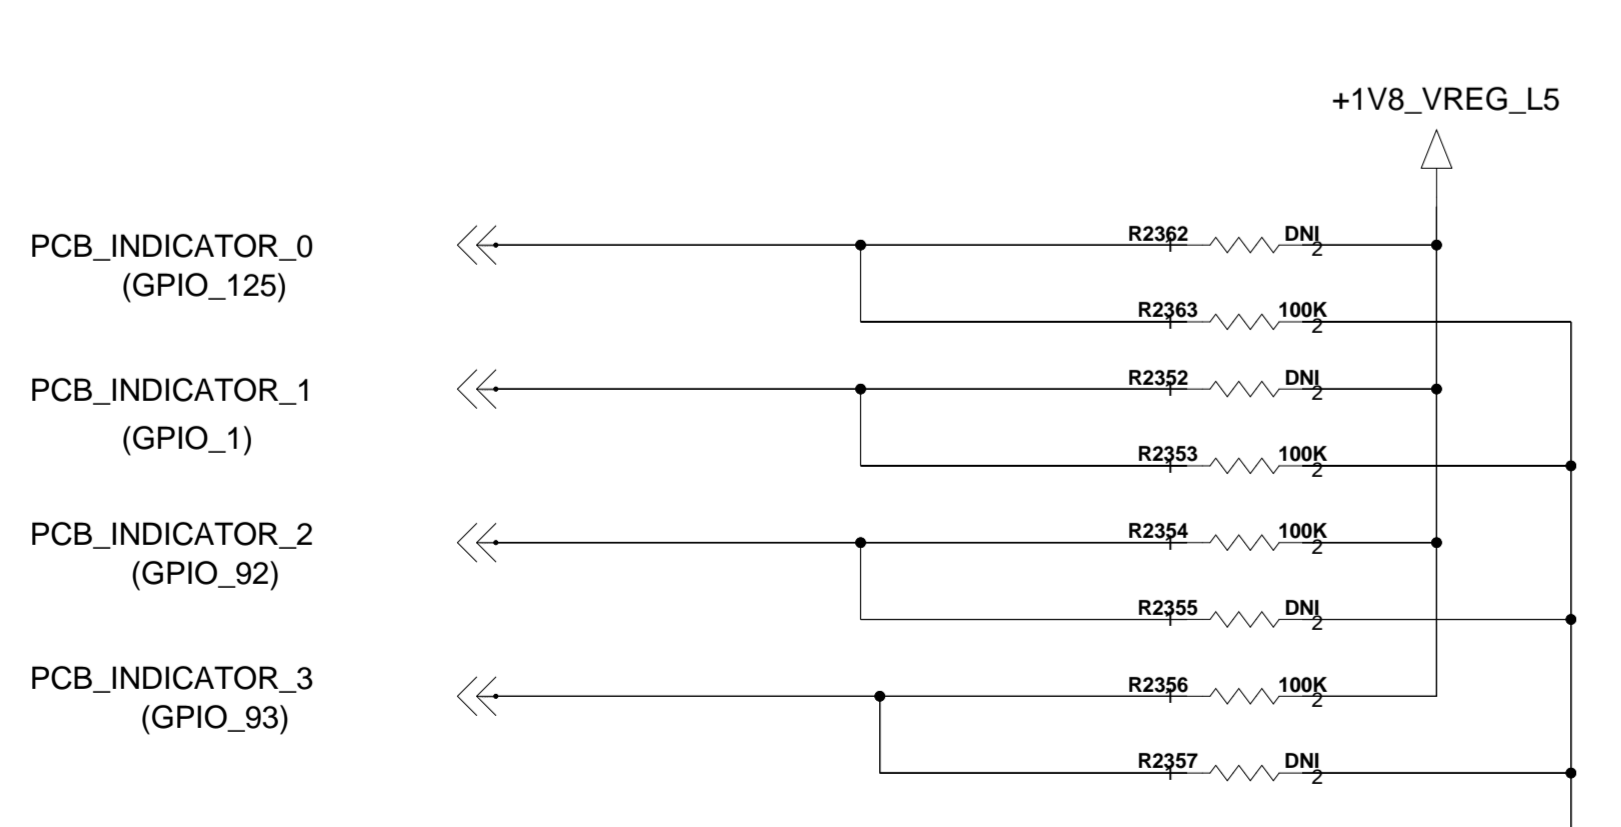 +1V8_VREG_L5
PCB_INDICATOR_0
(GPIO_125)
R2362 1 DNI 2
R2363 1 100K 2
PCB_INDICATOR_1
(GPIO_1)
R2352 1 DNI 2
R2353 1 100K 2
PCB_INDICATOR_2
(GPIO_92)
R2354 1 100K 2
R2355 1 DNI 2
PCB_INDICATOR_3
(GPIO_93)
R2356 1 100K 2
R2357 1 DNI 2